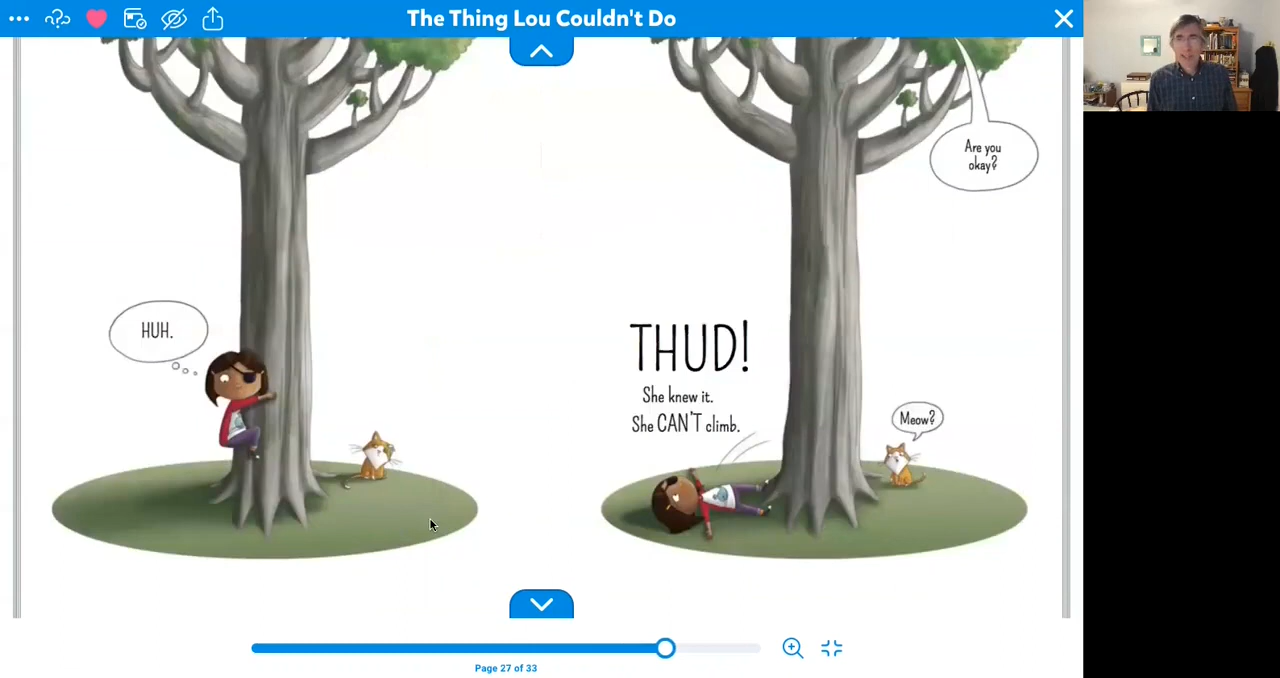 The Thing Lou Couldn't Do
Are you
okay?
HUH.
THUD!
She knew it.
She CAN'T climb.
Meow?
Page 27 of 33